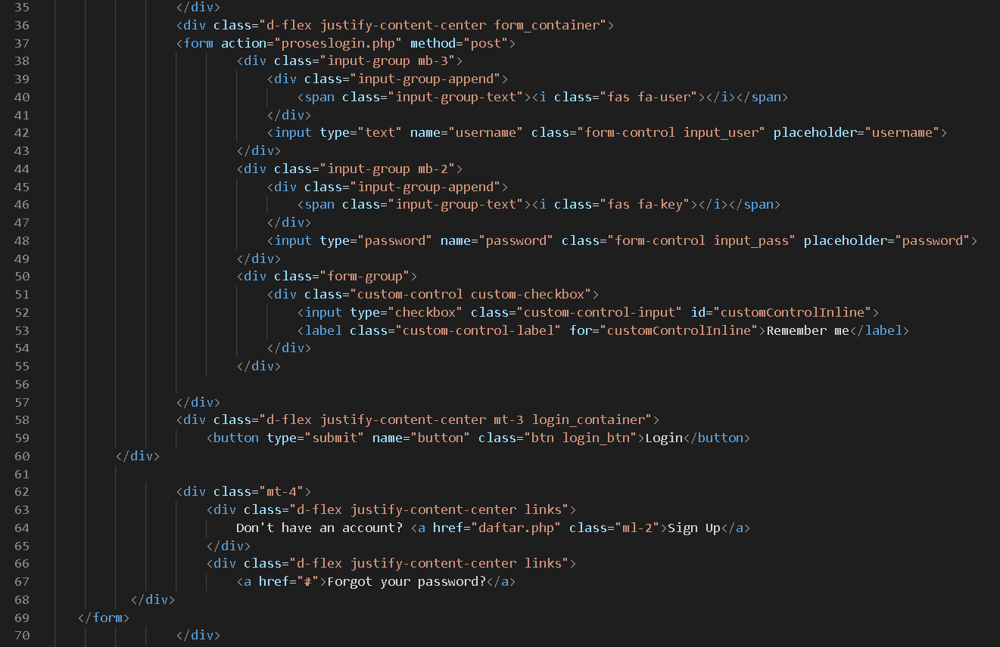 35 </div>
36 <div class="d-flex justify-content-center form_container">
37 <form action="proseslogin.php" method="post">
38 <div class="input-group mb-3">
39 <div class="input-group-append">
40 <span class="input-group-text"><i class="fas fa-user"></i></span>
41 </div>
42 <input type="text" name="username" class="form-control input_user" placeholder="username">
43 </div>
44 <div class="input-group mb-2">
45 <div class="input-group-append">
46 <span class="input-group-text"><i class="fas fa-key"></i></span>
47 </div>
48 <input type="password" name="password" class="form-control input_pass" placeholder="password">
49 </div>
50 <div class="form-group">
51 <div class="custom-control custom-checkbox">
52 <input type="checkbox" class="custom-control-input" id="customControlInline">
53 <label class="custom-control-label" for="customControlInline">Remember me</label>
54 </div>
55 </div>
56
57 </div>
58 <div class="d-flex justify-content-center mt-3 login_container">
59 <button type="submit" name="button" class="btn login_btn">Login</button>
60 </div>
61
62 <div class="mt-4">
63 <div class="d-flex justify-content-center links">
64 Don't have an account? <a href="daftar.php" class="ml-2">Sign Up</a>
65 </div>
66 <div class="d-flex justify-content-center links">
67 <a href="#">Forgot your password?</a>
68 </div>
69 </form>
70 </div>